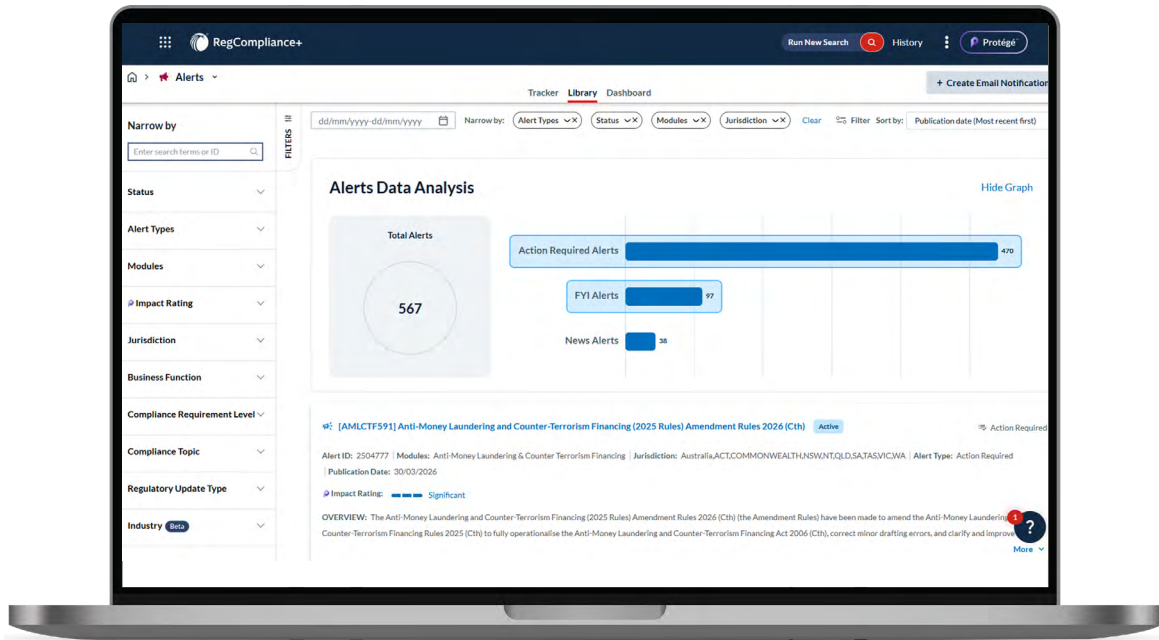 RegCompliance+
Run New Search
History
Protégé
Alerts
Tracker Library Dashboard
+ Create Email Notification
Narrow by
Enter search terms or ID
Status
Alert Types
Modules
Impact Rating
Jurisdiction
Business Function
Compliance Requirement Level
Compliance Topic
Regulatory Update Type
Industry Beta
FILTERS
dd/mm/yyyy-dd/mm/yyyy Narrow by: Alert Types Status Modules Jurisdiction Clear Filter Sort by: Publication date (Most recent first)
Alerts Data Analysis
Hide Graph
Total Alerts
567
Action Required Alerts 470
FYI Alerts 97
News Alerts 38
[AMLCTF591] Anti-Money Laundering and Counter-Terrorism Financing (2025 Rules) Amendment Rules 2026 (Cth) Active Action Required
Alert ID: 2504777 | Modules: Anti-Money Laundering & Counter Terrorism Financing | Jurisdiction: Australia,ACT,COMMONWEALTH,NSW,NT,QLD,SA,TAS,VIC,WA | Alert Type: Action Required
| Publication Date: 30/03/2026
Impact Rating: Significant
OVERVIEW: The Anti-Money Laundering and Counter-Terrorism Financing (2025 Rules) Amendment Rules 2026 (Cth) (the Amendment Rules) have been made to amend the Anti-Money Laundering
Counter-Terrorism Financing Rules 2025 (Cth) to fully operationalise the Anti-Money Laundering and Counter-Terrorism Financing Act 2006 (Cth), correct minor drafting errors, and clarify and improve
1
?
More